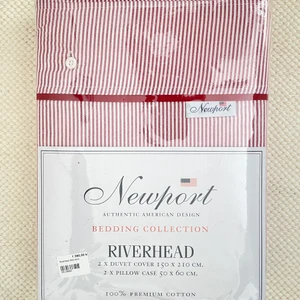 Newport
Newport
AUTHENTIC AMERICAN DESIGN
BEDDING COLLECTION
RIVERHEAD
2 X DUVET COVER 150 X 210 CM.
2 X PILLOW CASE 50 X 60 CM.
100% PREMIUM COTTON